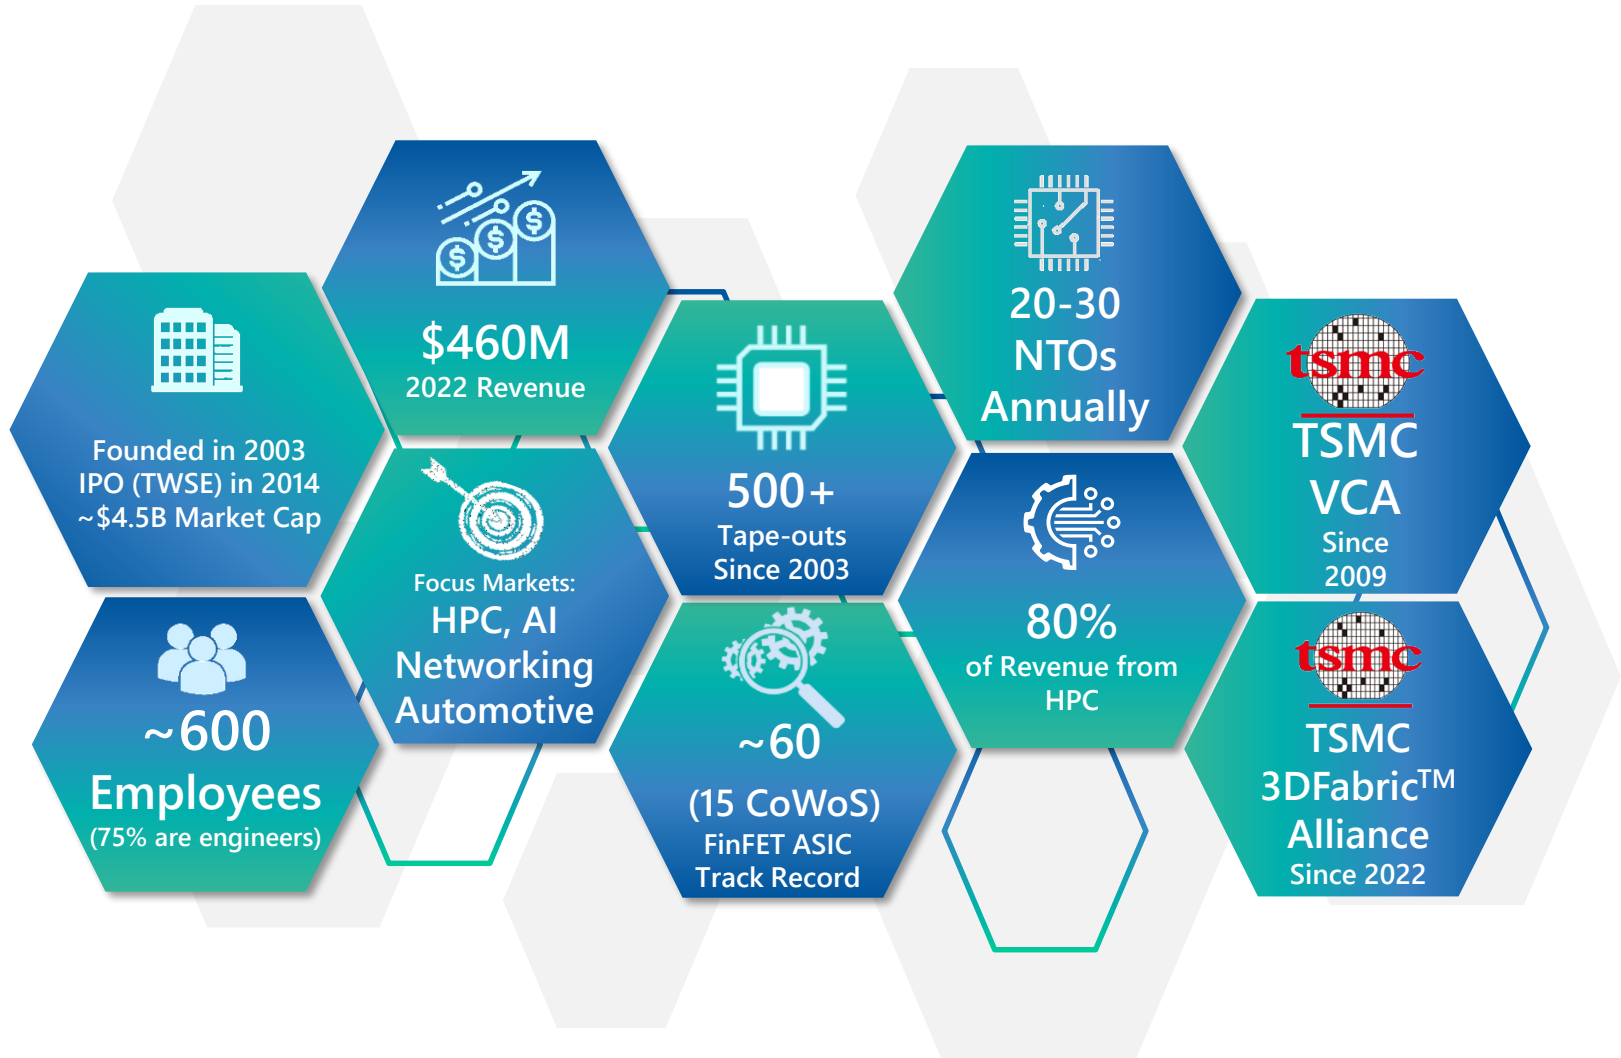 Founded in 2003
IPO (TWSE) in 2014
~$4.5B Market Cap
~600
Employees
(75% are engineers)
$460M
2022 Revenue
Focus Markets:
HPC, AI
Networking
Automotive
500+
Tape-outs
Since 2003
~60
(15 CoWoS)
FinFET ASIC
Track Record
20-30
NTOs
Annually
80%
of Revenue from
HPC
tsmc
TSMC
VCA
Since
2009
tsmc
TSMC
3DFabric™
Alliance
Since 2022